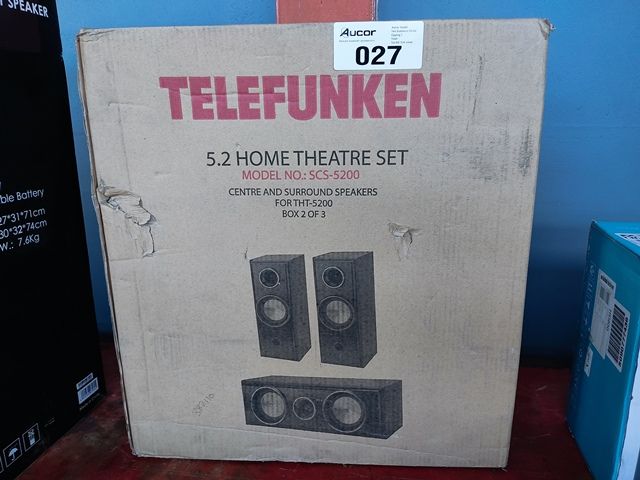 Aucor
027
TELEFUNKEN
5.2 HOME THEATRE SET
MODEL NO.: SCS-5200
CENTRE AND SURROUND SPEAKERS
FOR THT-5200
BOX 2 OF 3
SPEAKER
ble Battery
27*31*71cm
30*32*74cm
W.: 7.6Kg